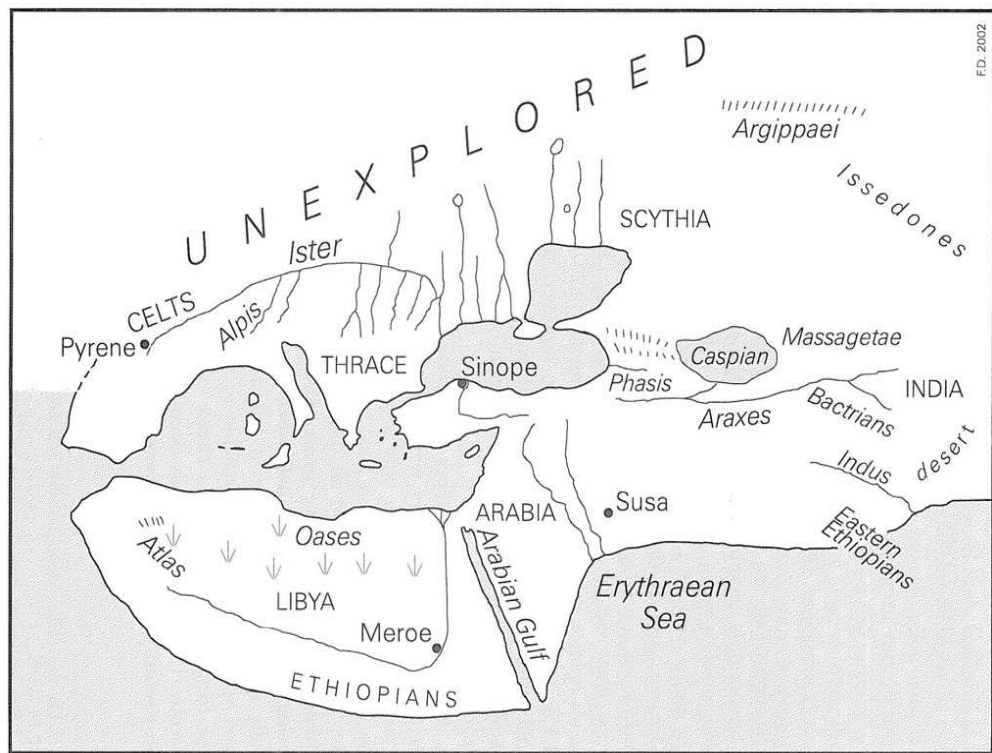 F.D. 2002
UNEXPLORED
Argippaei
Issedones
SCYTHIA
Ister
CELTS
Alpis
Pyrene
THRACE
Sinope
Caspian
Massagetae
Phasis
Araxes
Bactrians
INDIA
desert
Indus
Susa
ARABIA
Eastern
Ethiopians
Oases
Atlas
LIBYA
Arabian Gulf
Erythraean
Sea
Meroe
ETHIOPIANS